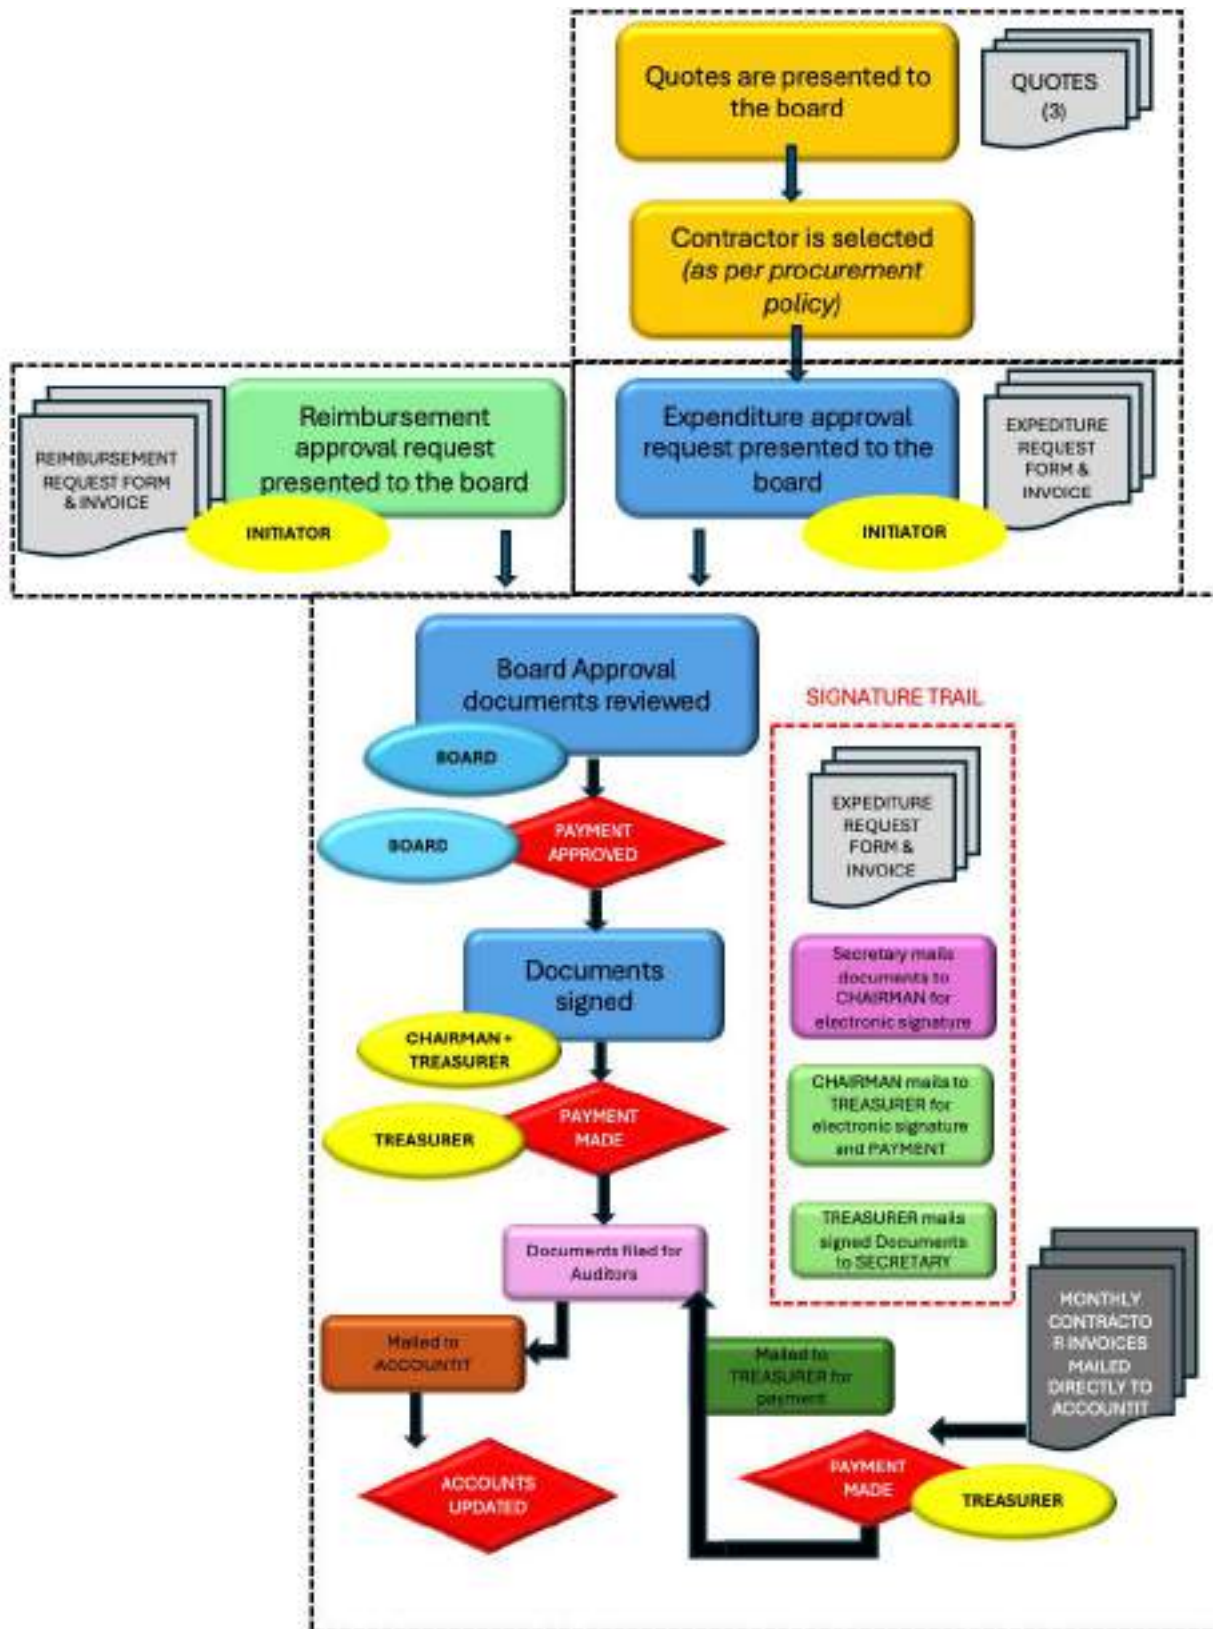 Quotes are presented to
the board
QUOTES
(3)
Contractor is selected
(as per procurement
policy)
REIMBURSEMENT
REQUEST FORM
& INVOICE
Reimbursement
approval request
presented to the board
INITIATOR
Expenditure approval
request presented to the
board
INITIATOR
EXPEDITURE
REQUEST
FORM &
INVOICE
Board Approval
documents reviewed
BOARD
PAYMENT
APPROVED
BOARD
Documents
signed
CHAIRMAN +
TREASURER
PAYMENT
MADE
TREASURER
SIGNATURE TRAIL
EXPEDITURE
REQUEST
FORM &
INVOICE
Secretary mails
documents to
CHAIRMAN for
electronic signature
CHAIRMAN mails to
TREASURER for
electronic signature
and PAYMENT
TREASURER mails
signed Documents
to SECRETARY
Documents filed for
Auditors
Mailed to
ACCOUNTIT
ACCOUNTS
UPDATED
Mailed to
TREASURER for
payment
MONTHLY
CONTRACTO
R INVOICES
MAILED
DIRECTLY TO
ACCOUNTIT
PAYMENT
MADE
TREASURER